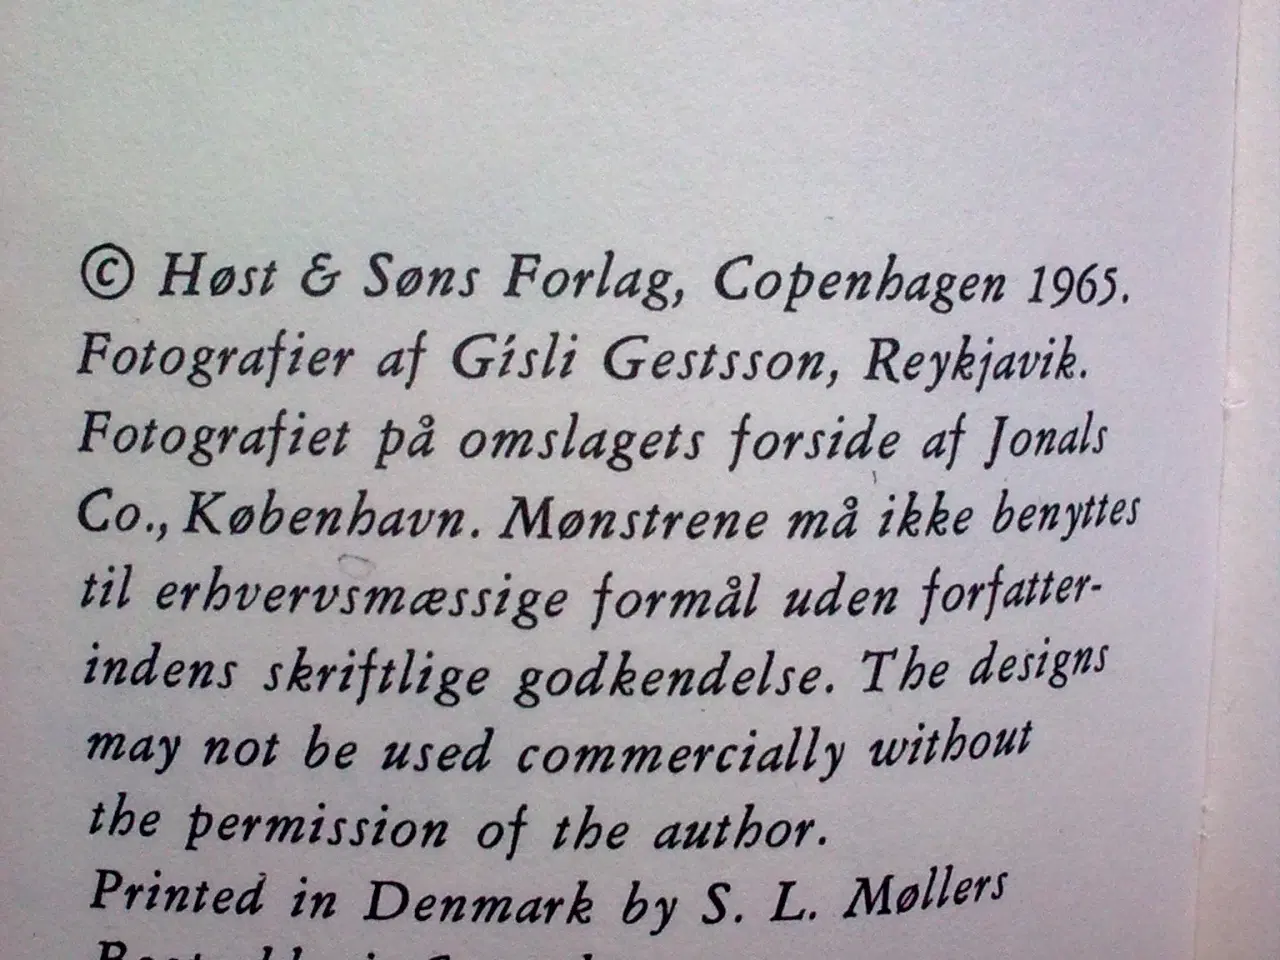 © Høst & Søns Forlag, Copenhagen 1965.
Fotografier af Gísli Gestsson, Reykjavik.
Fotografiet på omslagets forside af Jonals
Co., København. Mønstrene må ikke benyttes
til erhvervsmæssige formål uden forfatter-
indens skriftlige godkendelse. The designs
may not be used commercially without
the permission of the author.
Printed in Denmark by S. L. Møllers